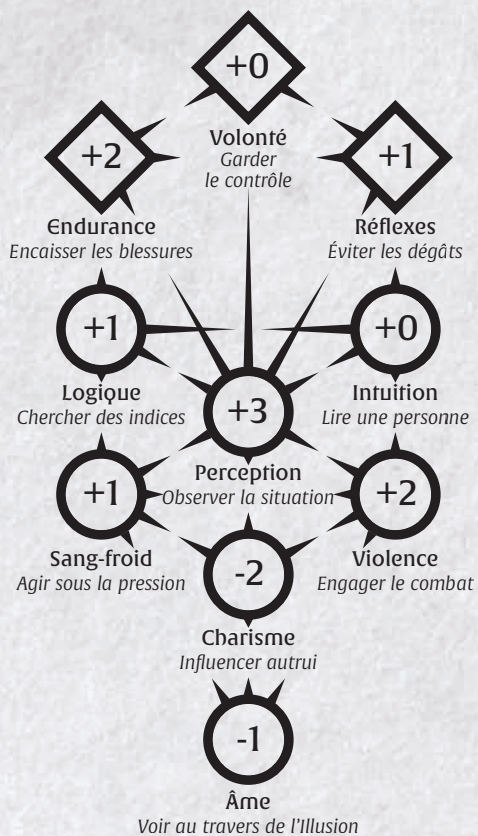 +0
Volonté
Garder
le contrôle
+2
Endurance
Encaisser les blessures
+1
Réflexes
Éviter les dégâts
+1
Logique
Chercher des indices
+0
Intuition
Lire une personne
+3
Perception
Observer la situation
+1
Sang-froid
Agir sous la pression
+2
Violence
Engager le combat
-2
Charisme
Influencer autrui
-1
Âme
Voir au travers de l'Illusion